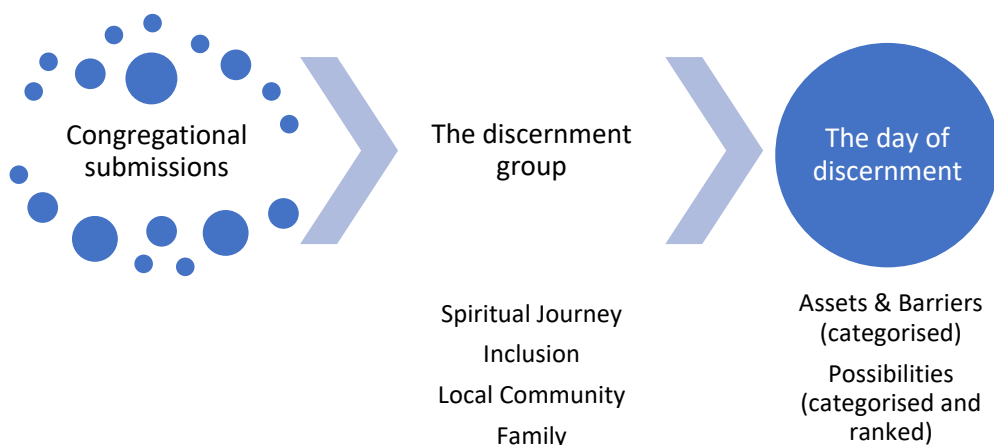 Congregational
submissions
The discernment
group
The day of
discernment
Spiritual Journey
Inclusion
Local Community
Family
Assets & Barriers
(categorised)
Possibilities
(categorised and
ranked)